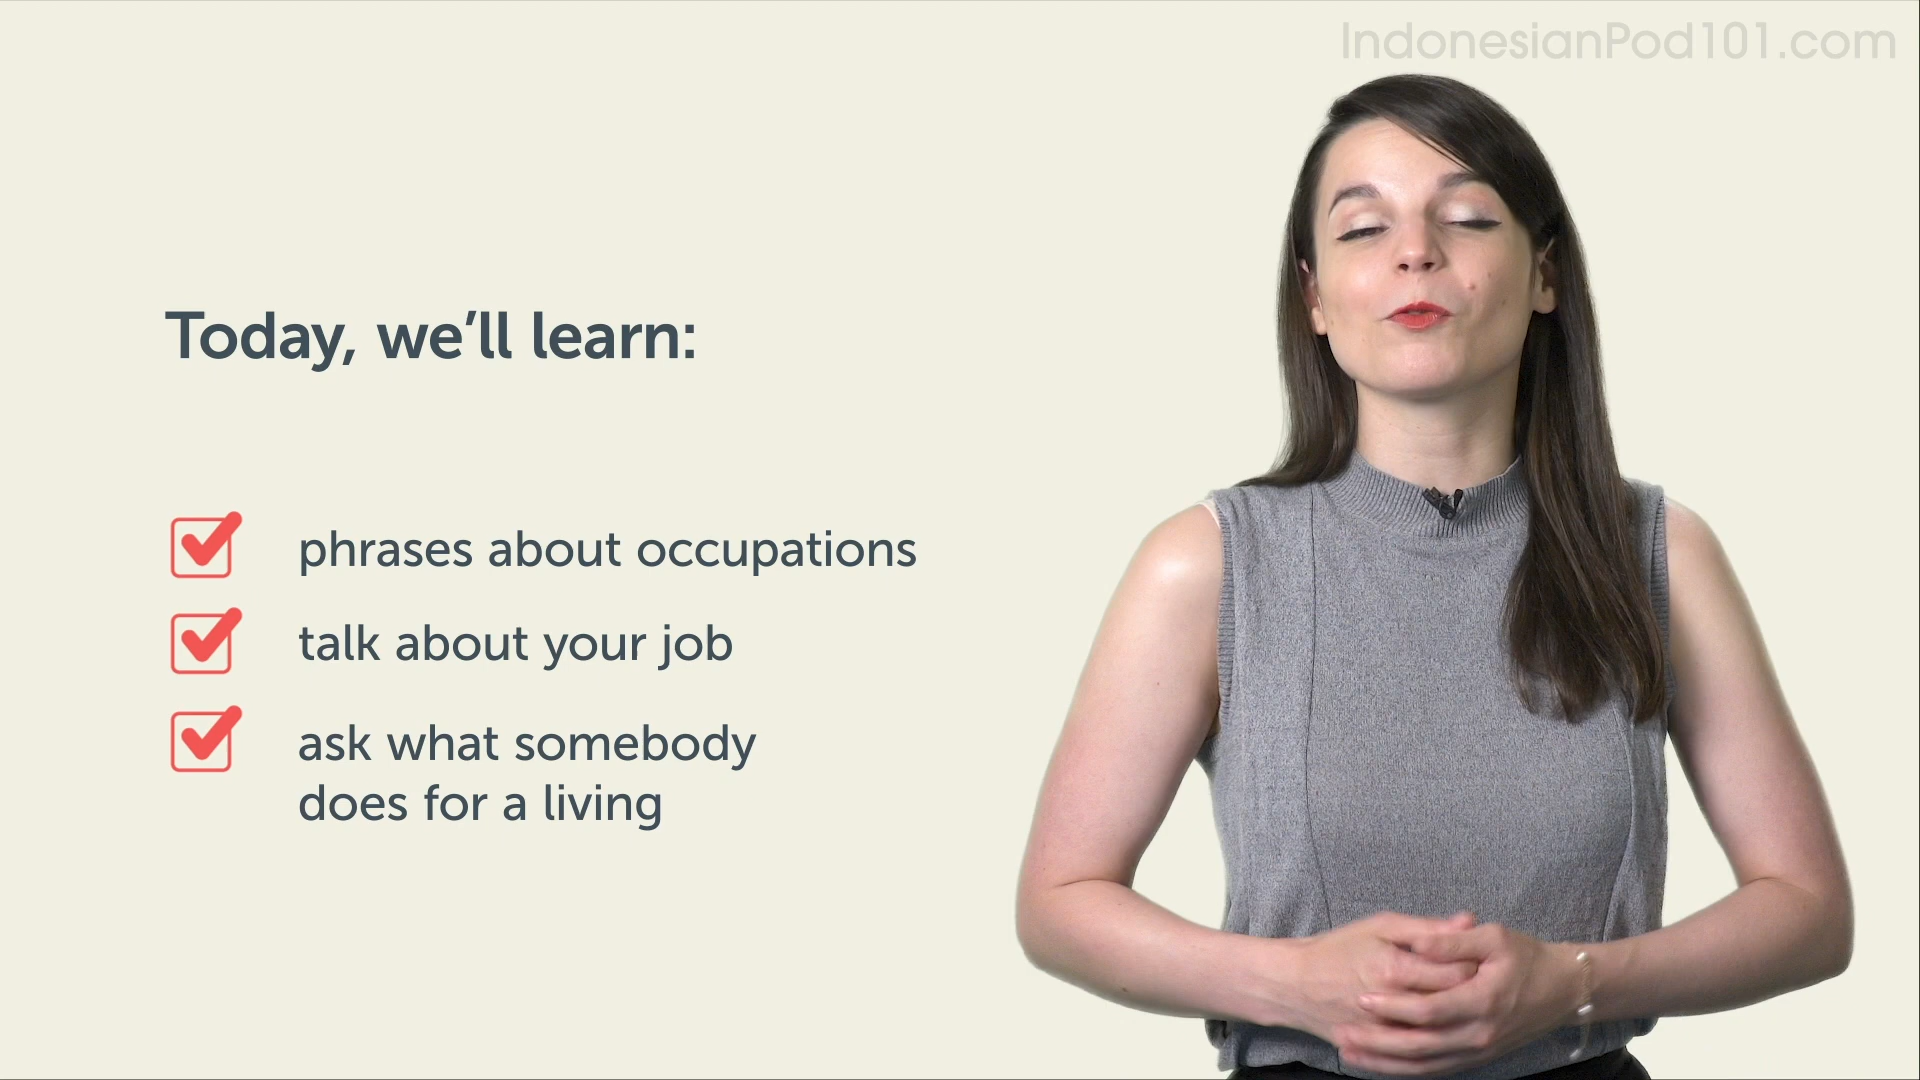 IndonesianPod101.com
Today, we'll learn:
phrases about occupations
talk about your job
ask what somebody
does for a living